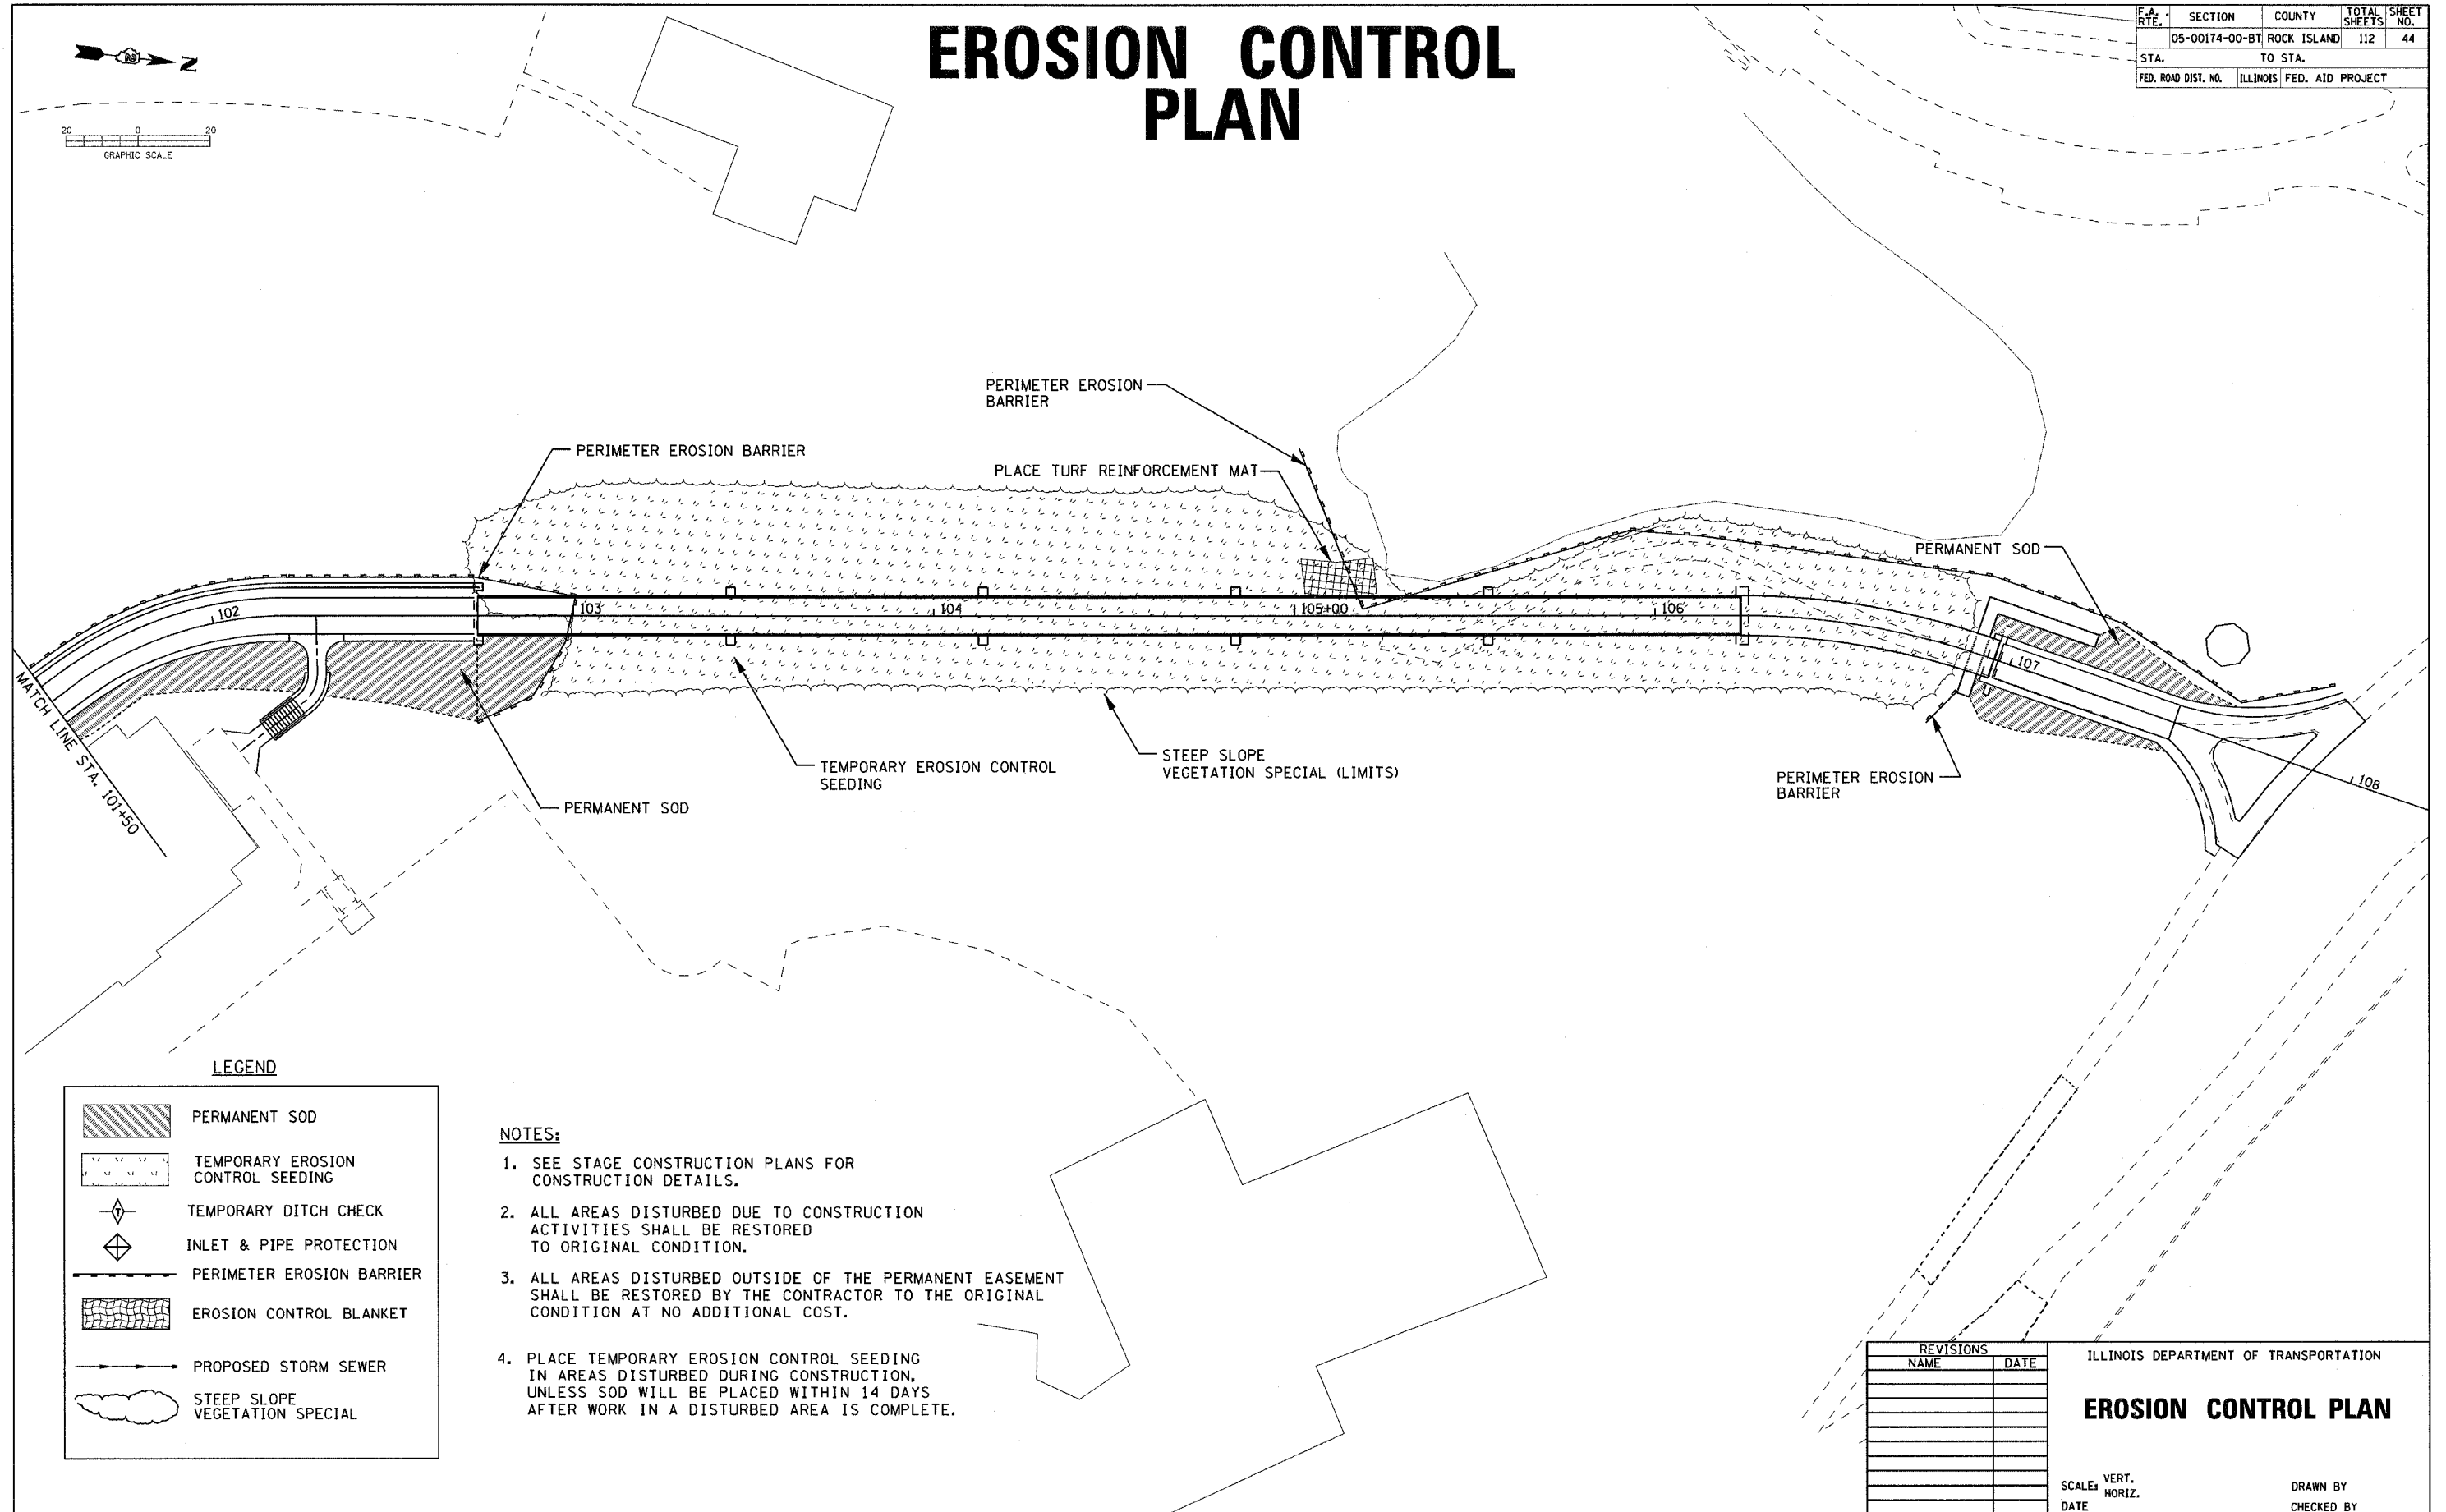 EROSION CONTROL
PLAN
F.A. RTE. SECTION COUNTY TOTAL SHEETS SHEET NO.
05-00174-00-BT ROCK ISLAND 112 44
STA. TO STA.
FED. ROAD DIST. NO. ILLINOIS FED. AID PROJECT
N
20 0 20
GRAPHIC SCALE
PERIMETER EROSION
BARRIER
PERIMETER EROSION BARRIER
PLACE TURF REINFORCEMENT MAT
PERMANENT SOD
102
103
104
105+00
106
107
108
MATCH LINE STA. 101+50
TEMPORARY EROSION CONTROL
SEEDING
STEEP SLOPE
VEGETATION SPECIAL (LIMITS)
PERIMETER EROSION
BARRIER
PERMANENT SOD
LEGEND
PERMANENT SOD
TEMPORARY EROSION
CONTROL SEEDING
T
TEMPORARY DITCH CHECK
INLET & PIPE PROTECTION
PERIMETER EROSION BARRIER
EROSION CONTROL BLANKET
PROPOSED STORM SEWER
STEEP SLOPE
VEGETATION SPECIAL
NOTES:
1. SEE STAGE CONSTRUCTION PLANS FOR
CONSTRUCTION DETAILS.
2. ALL AREAS DISTURBED DUE TO CONSTRUCTION
ACTIVITIES SHALL BE RESTORED
TO ORIGINAL CONDITION.
3. ALL AREAS DISTURBED OUTSIDE OF THE PERMANENT EASEMENT
SHALL BE RESTORED BY THE CONTRACTOR TO THE ORIGINAL
CONDITION AT NO ADDITIONAL COST.
4. PLACE TEMPORARY EROSION CONTROL SEEDING
IN AREAS DISTURBED DURING CONSTRUCTION,
UNLESS SOD WILL BE PLACED WITHIN 14 DAYS
AFTER WORK IN A DISTURBED AREA IS COMPLETE.
REVISIONS
NAME DATE
ILLINOIS DEPARTMENT OF TRANSPORTATION
EROSION CONTROL PLAN
SCALE: VERT.
HORIZ.
DRAWN BY
DATE
CHECKED BY